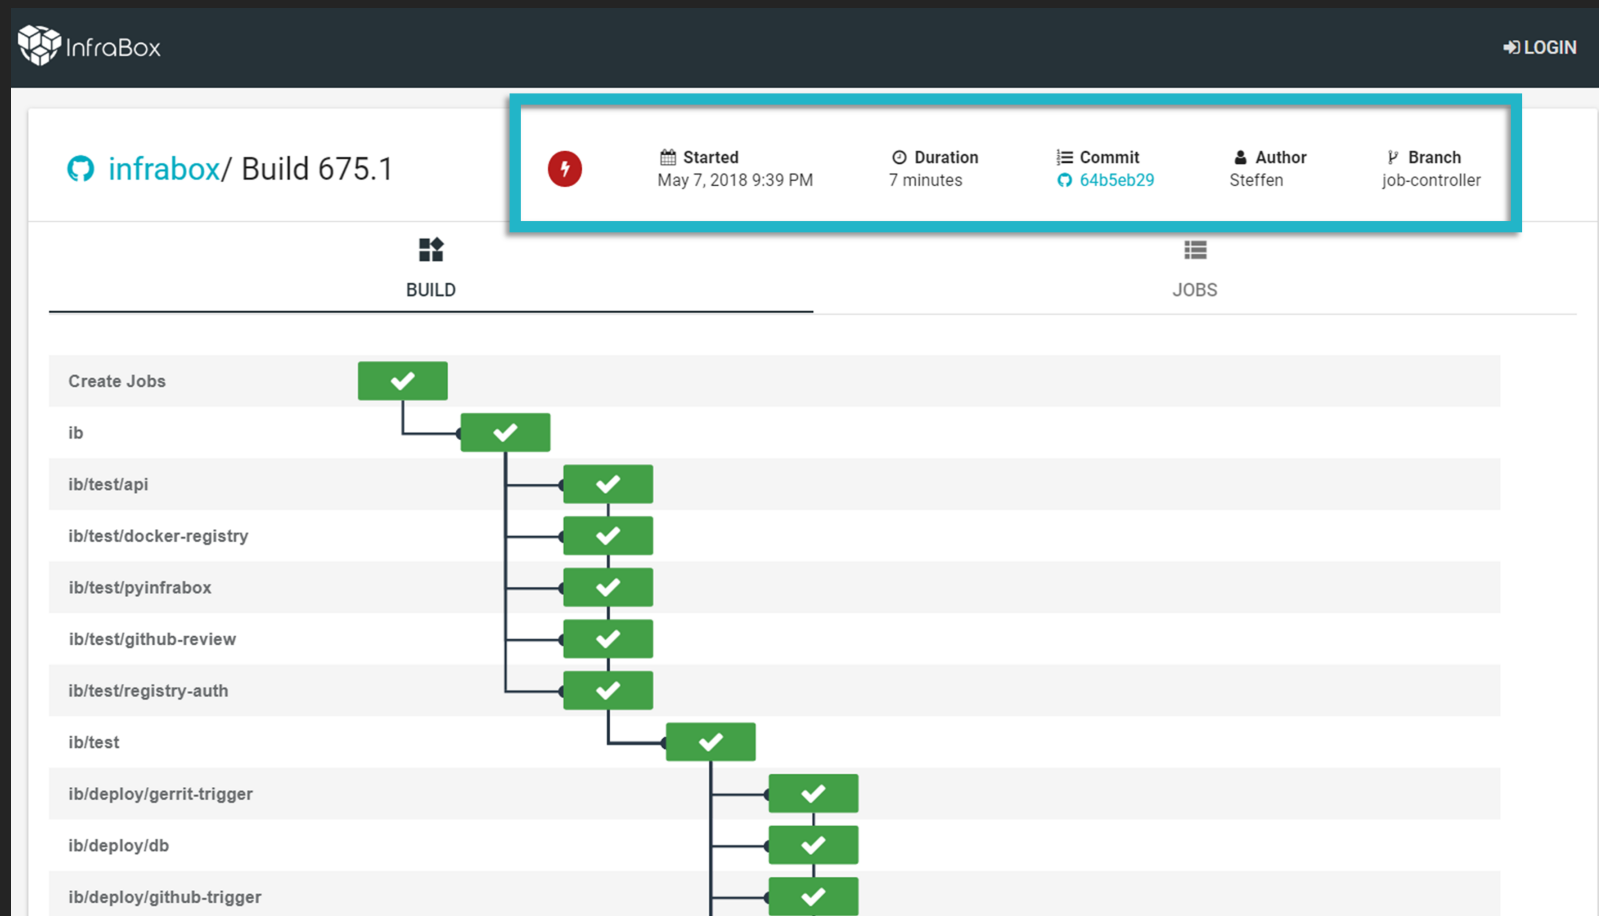 InfraBox
LOGIN
infrabox/ Build 675.1
Started
May 7, 2018 9:39 PM
Duration
7 minutes
Commit
64b5eb29
Author
Steffen
Branch
job-controller
BUILD
JOBS
Create Jobs
ib
ib/test/api
ib/test/docker-registry
ib/test/pyinfrabox
ib/test/github-review
ib/test/registry-auth
ib/test
ib/deploy/gerrit-trigger
ib/deploy/db
ib/deploy/github-trigger